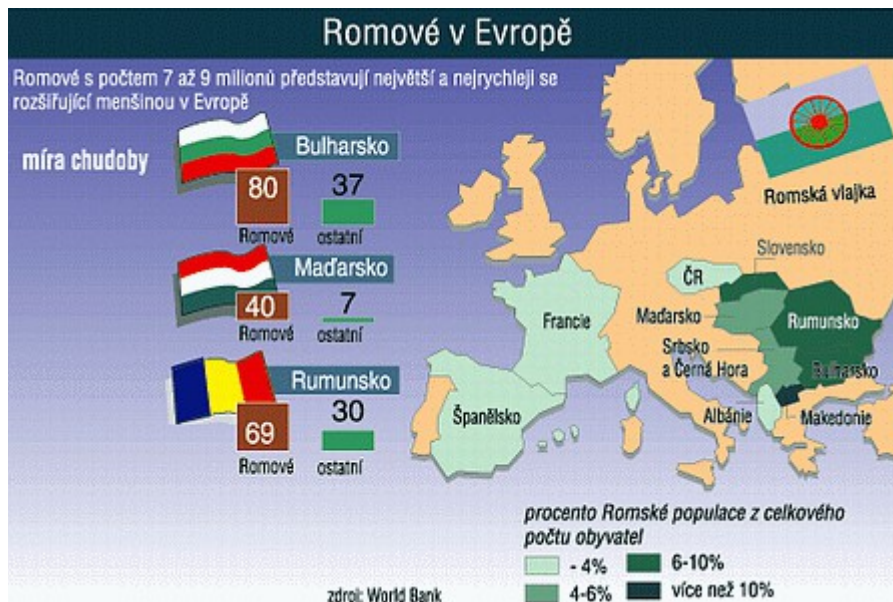 Romové v Evropě
Romové s počtem 7 až 9 milionů představují největší a nejrychleji se
rozšiřující menšinou v Evropě
míra chudoby
Bulharsko
80
37
Romové
ostatní
Maďarsko
40
7
Romové
ostatní
Rumunsko
69
30
Romové
ostatní
Romská vlajka
Slovensko
ČR
Francie
Maďarsko
Rumunsko
Srbsko
a Černá Hora
Bulharsko
Španělsko
Albánie
Makedonie
procento Romské populace z celkového
počtu obyvatel
- 4%
6-10%
4-6%
více než 10%
zdroj: World Bank